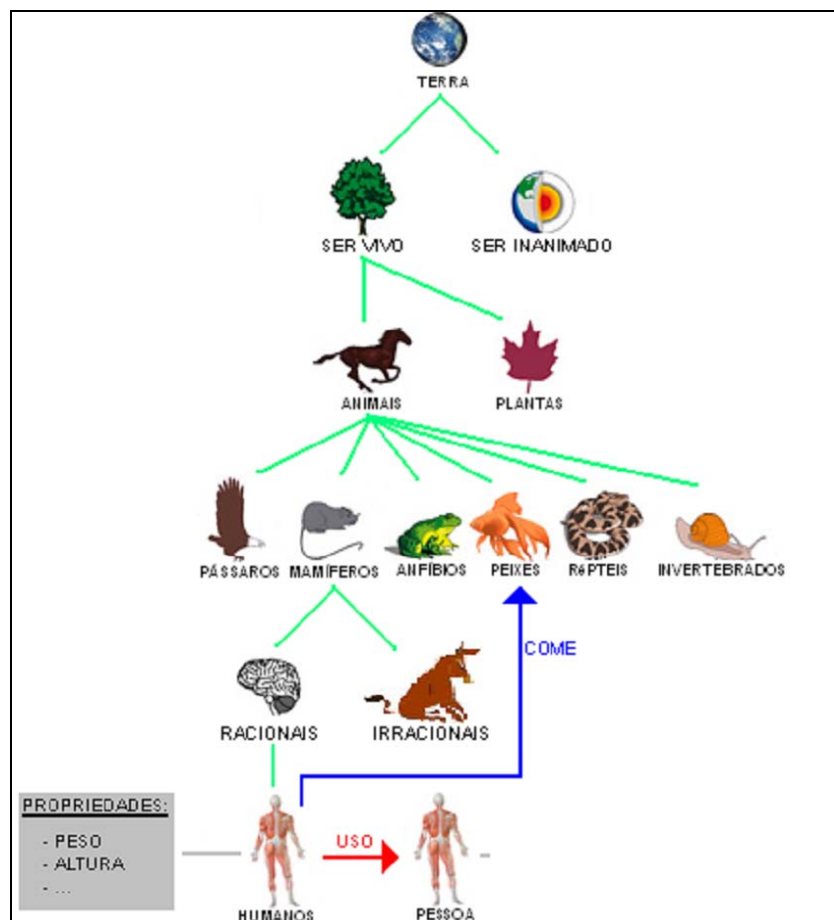 TERRA
SER VIVO
SER INANIMADO
ANIMAIS
PLANTAS
PÁSSAROS
MAMÍFEROS
ANFÍBIOS
PEIXES
RéPTEIS
INVERTEBRADOS
COME
RACIONAIS
IRRACIONAIS
PROPRIEDADES:
- PESO
- ALTURA
- ...
USO
HUMANOS
PESSOA